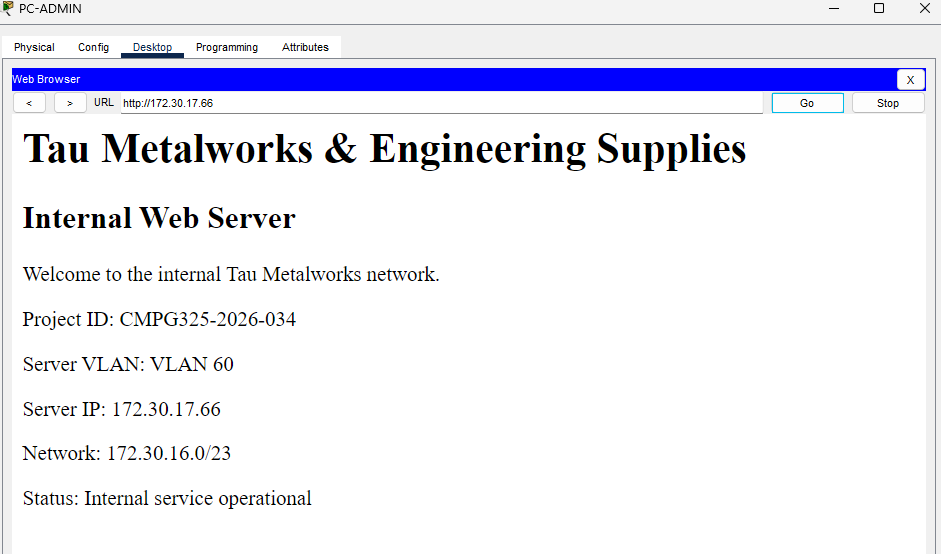 PC-ADMIN
Physical Config Desktop Programming Attributes
Web Browser X
< > URL http://172.30.17.66 Go Stop
Tau Metalworks & Engineering Supplies
Internal Web Server
Welcome to the internal Tau Metalworks network.
Project ID: CMPG325-2026-034
Server VLAN: VLAN 60
Server IP: 172.30.17.66
Network: 172.30.16.0/23
Status: Internal service operational